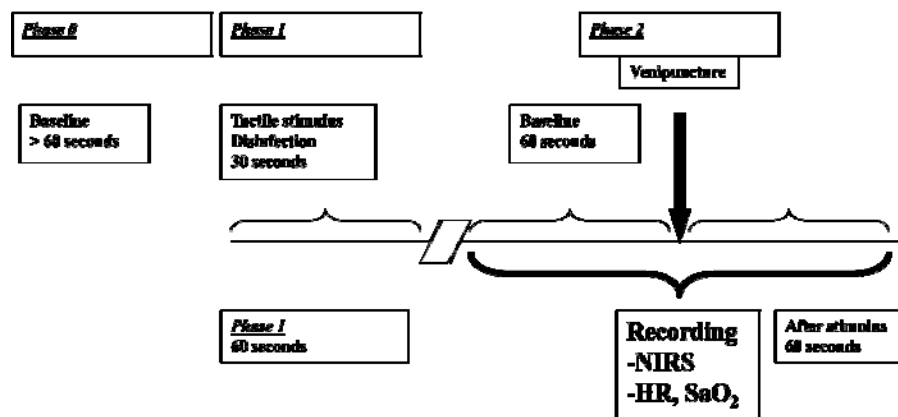 Phase 0
Phase 1
Phase 2
Venipuncture
Baseline
> 60 seconds
Tactile stimulus
Disinfection
30 seconds
Baseline
60 seconds
Phase 1
60 seconds
Recording
-NIRS
-HR, SaO₂
After stimulus
60 seconds